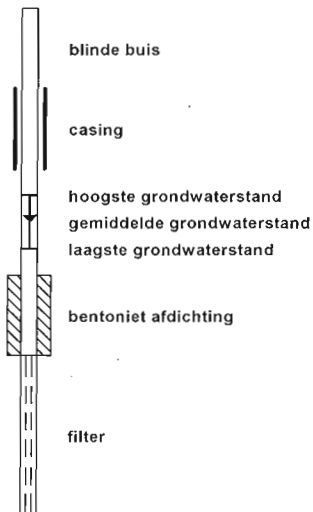 blinde buis
casing
hoogste grondwaterstand
gemiddelde grondwaterstand
laagste grondwaterstand
bentoniet afdichting
filter